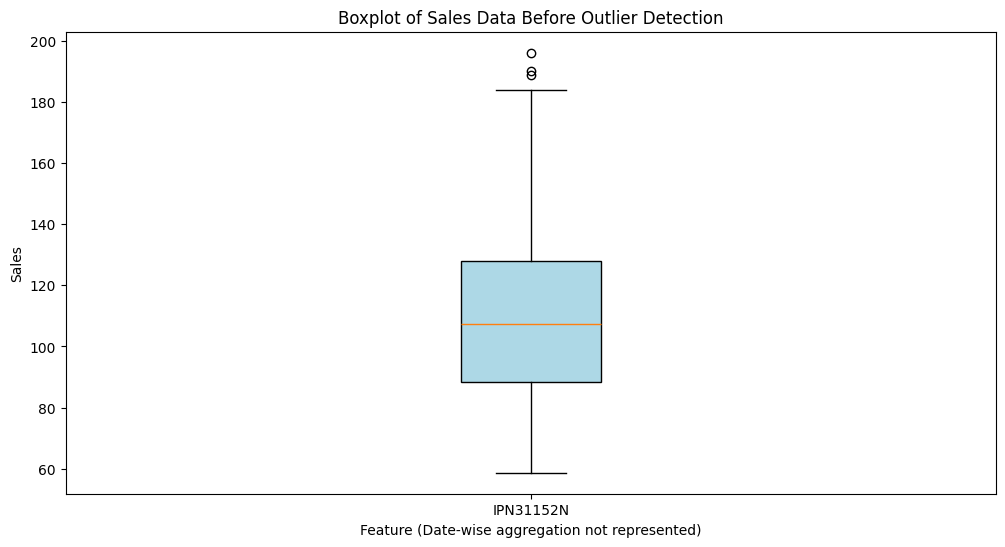 Boxplot of Sales Data Before Outlier Detection
200
180
160
140
120
100
80
60
Sales
IPN31152N
Feature (Date-wise aggregation not represented)